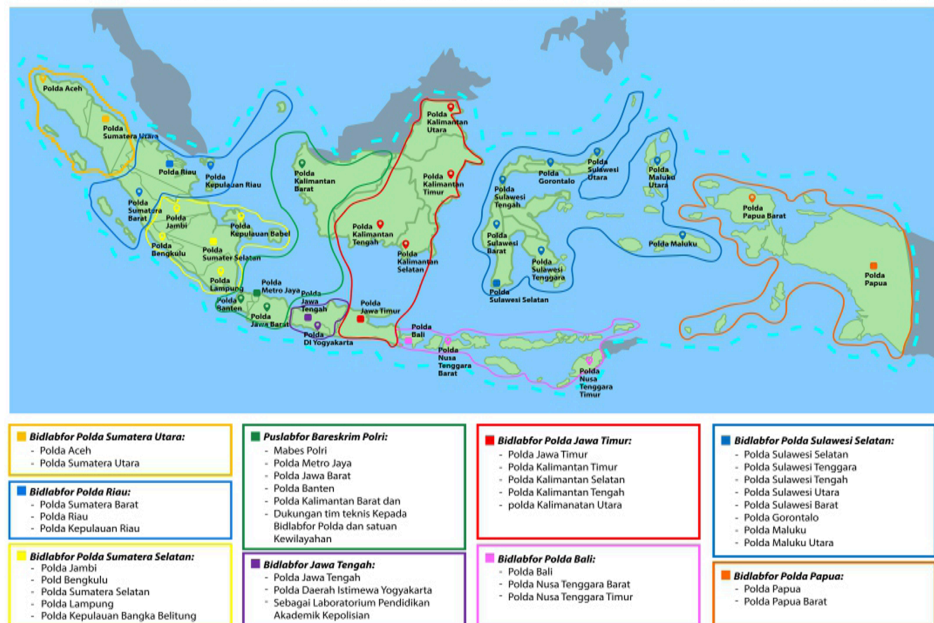 Polda Aceh
Polda
Sumatera Utara
Polda Riau
Polda
Kepulauan Riau
Polda
Sumatera
Barat
Polda
Jambi
Polda
Kepulauan Babel
Polda
Bengkulu
Polda
Sumater Selatan
Polda
Lampung
Polda
Banten
Polda
Metro Jaya
Polda
Jawa Barat
Polda
Jawa
Tengah
Polda
DI Yogyakarta
Polda
Jawa Timur
Polda
Kalimantan
Barat
Polda
Kalimantan
Utara
Polda
Kalimantan
Timur
Polda
Kalimantan
Tengah
Polda
Kalimantan
Selatan
Polda
Bali
Polda
Nusa
Tenggara
Barat
Polda
Nusa
Tenggara
Timur
Polda
Gorontalo
Polda
Sulawesi
Utara
Polda
Sulawesi
Tengah
Polda
Sulawesi
Barat
Polda
Sulawesi
Tenggara
Polda
Sulawesi Selatan
Polda
Maluku
Utara
Polda Maluku
Polda
Papua Barat
Polda
Papua
Bidlabfor Polda Sumatera Utara:
- Polda Aceh
- Polda Sumatera Utara
Bidlabfor Polda Riau:
- Polda Sumatera Barat
- Polda Riau
- Polda Kepulauan Riau
Bidlabfor Polda Sumatera Selatan:
- Polda Jambi
- Pold Bengkulu
- Polda Sumatera Selatan
- Polda Lampung
- Polda Kepulauan Bangka Belitung
Puslabfor Bareskrim Polri:
- Mabes Polri
- Polda Metro Jaya
- Polda Jawa Barat
- Polda Banten
- Polda Kalimantan Barat dan
- Dukungan tim teknis Kepada
Bidlabfor Polda dan satuan
Kewilayahan
Bidlabfor Jawa Tengah:
- Polda Jawa Tengah
- Polda Daerah Istimewa Yogyakarta
- Sebagai Laboratorium Pendidikan
Akademik Kepolisian
Bidlabfor Polda Jawa Timur:
- Polda Jawa Timur
- Polda Kalimantan Timur
- Polda Kalimantan Selatan
- Polda Kalimantan Tengah
- polda Kalimanatan Utara
Bidlabfor Polda Bali:
- Polda Bali
- Polda Nusa Tenggara Barat
- Polda Nusa Tenggara Timur
Bidlabfor Polda Sulawesi Selatan:
- Polda Sulawesi Selatan
- Polda Sulawesi Tenggara
- Polda Sulawesi Tengah
- Polda Sulawesi Utara
- Polda Sulawesi Barat
- Polda Gorontalo
- Polda Maluku
- Polda Maluku Utara
Bidlabfor Polda Papua:
- Polda Papua
- Polda Papua Barat